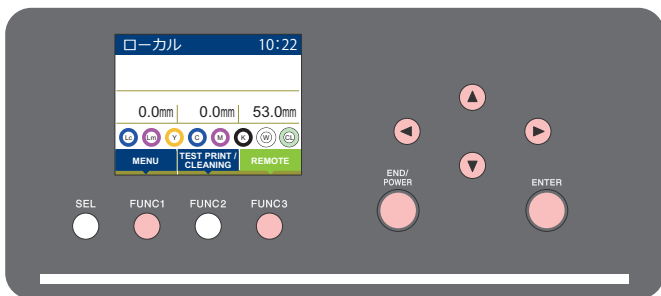 ローカル 10:22
0.0mm 0.0mm 53.0mm
Lc Lm Y C M K W CL
MENU TEST PRINT / CLEANING REMOTE
SEL FUNC1 FUNC2 FUNC3
END/
POWER
ENTER